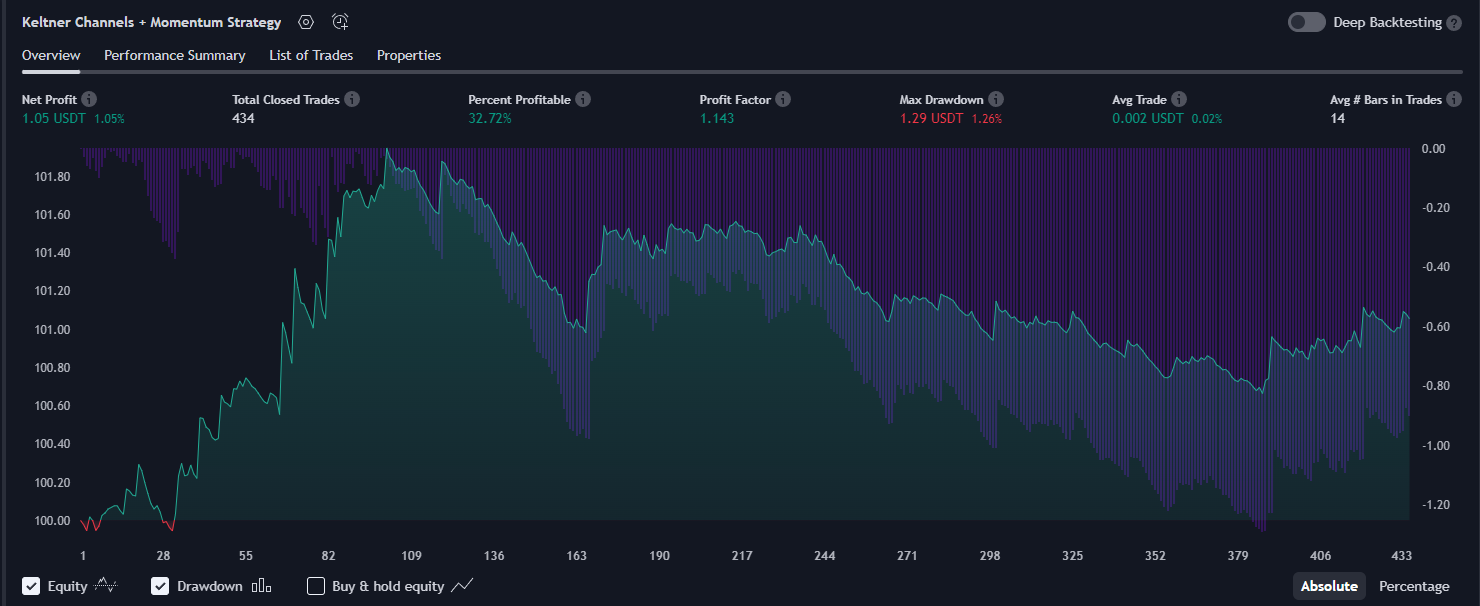 Keltner Channels + Momentum Strategy Deep Backtesting ?
Overview Performance Summary List of Trades Properties
Net Profit Total Closed Trades Percent Profitable Profit Factor Max Drawdown Avg Trade Avg # Bars in Trades
1.05 USDT 1.05% 434 32.72% 1.143 1.29 USDT 1.26% 0.002 USDT 0.02% 14
0.00
101.80
-0.20
101.60
101.40
-0.40
101.20
101.00
-0.60
100.80
-0.80
100.60
100.40
-1.00
100.20
-1.20
100.00
1 28 55 82 109 136 163 190 217 244 271 298 325 352 379 406 433
Equity Drawdown Buy & hold equity Absolute Percentage